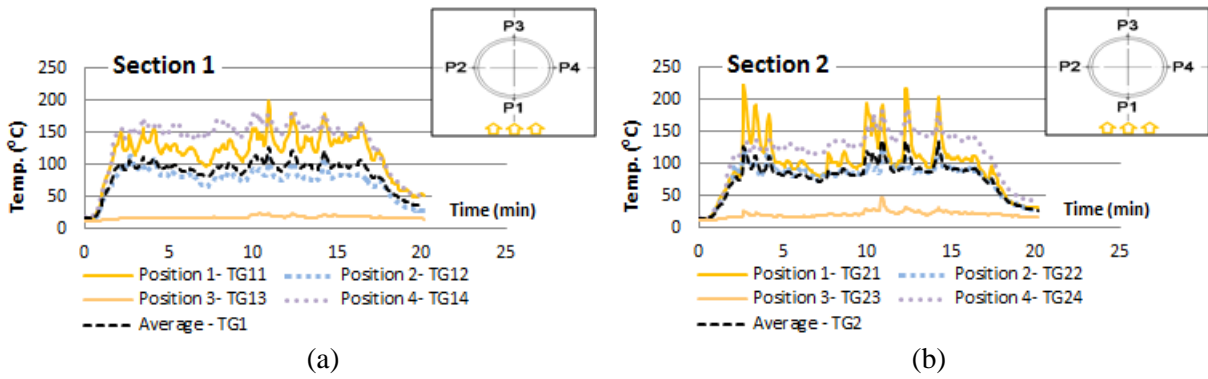 Section 1
P3
P2 P4
P1
250
200
150
100
50
0
Temp. (⁰C)
0 5 10 15 20 25
Time (min)
Position 1- TG11 Position 2- TG12
Position 3- TG13 Position 4- TG14
Average - TG1
(a)
Section 2
P3
P2 P4
P1
250
200
150
100
50
0
Temp. (⁰C)
0 5 10 15 20 25
Time (min)
Position 1- TG21 Position 2- TG22
Position 3- TG23 Position 4- TG24
Average - TG2
(b)